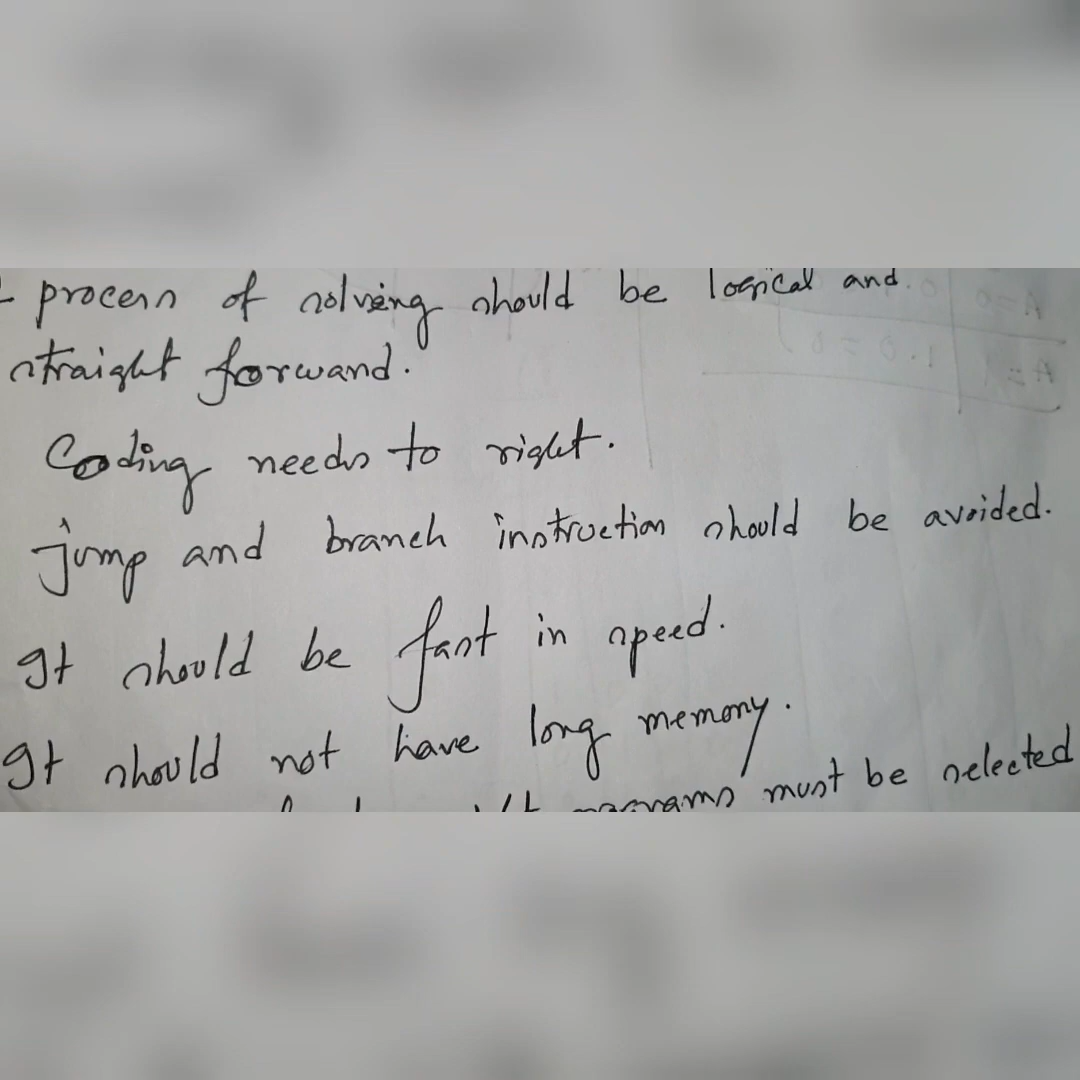 process of solving should be logical and
straight forward.
Coding needs to right.
jump and branch instruction should be avoided.
It should be fast in speed.
It should not have long memory.
programs must be selected